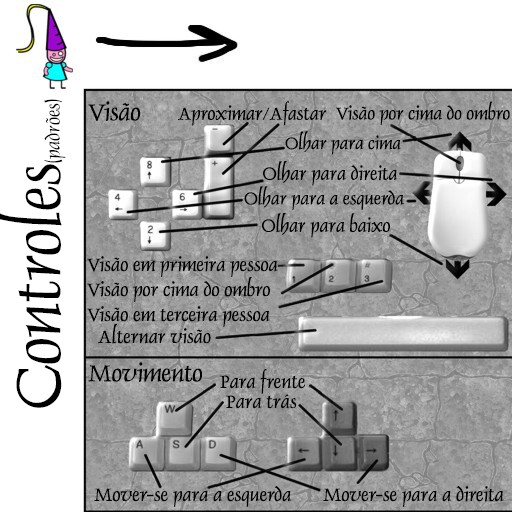 Controles(padrões)
Visão
Aproximar/Afastar
Visão por cima do ombro
Olhar para cima
Olhar para direita
Olhar para a esquerda
Olhar para baixo
-
+
8
4
6
2
Visão em primeira pessoa
Visão por cima do ombro
Visão em terceira pessoa
Alternar visão
1
2
3
Movimento
Para frente
Para trás
W
A S D
Mover-se para a esquerda
Mover-se para a direita